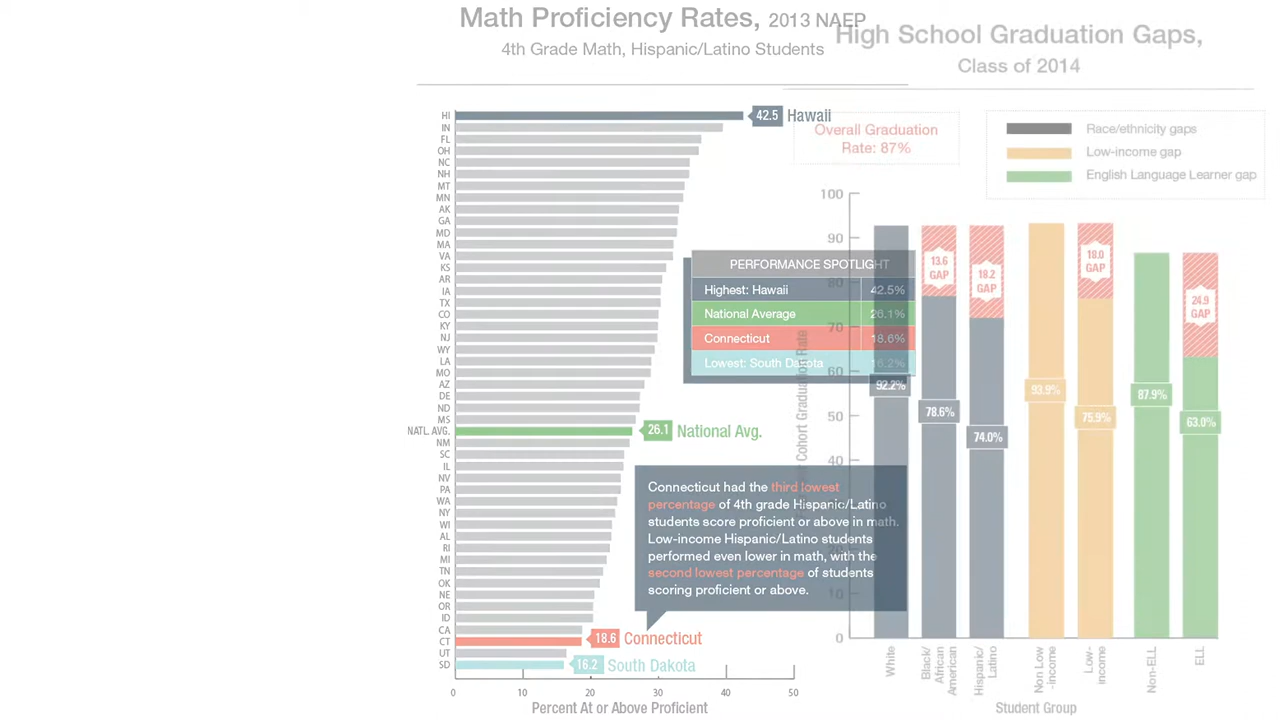 Math Proficiency Rates, 2013 NAEP
4th Grade Math, Hispanic/Latino Students
HI
IN
FL
OH
NC
NH
MT
MN
AK
GA
MD
MA
VA
KS
AR
IA
TX
CO
KY
NJ
WY
LA
MO
AZ
DE
ND
MS
NATL. AVG.
NM
SC
IL
NV
PA
WA
NY
WI
AL
RI
MI
TN
OK
NE
OR
ID
CA
CT
UT
SD
42.5 Hawaii
26.1 National Avg.
18.6 Connecticut
16.2 South Dakota
0 10 20 30 40 50
Percent At or Above Proficient
PERFORMANCE SPOTLIGHT
Highest: Hawaii 42.5%
National Average 26.1%
Connecticut 18.6%
Lowest: South Dakota 16.2%
Connecticut had the third lowest
percentage of 4th grade Hispanic/Latino
students score proficient or above in math.
Low-income Hispanic/Latino students
performed even lower in math, with the
second lowest percentage of students
scoring proficient or above.
High School Graduation Gaps,
Class of 2014
Overall Graduation
Rate: 87%
Race/ethnicity gaps
Low-income gap
English Language Learner gap
100
90
80
70
60
50
40
20
10
0
Cohort Graduation Rate
13.6
GAP
18.2
GAP
18.0
GAP
24.9
GAP
92.2%
78.6%
74.0%
93.9%
75.9%
87.9%
63.0%
White
Black/
African
American
Hispanic/
Latino
Non Low
-income
Low-
income
Non-ELL
ELL
Student Group